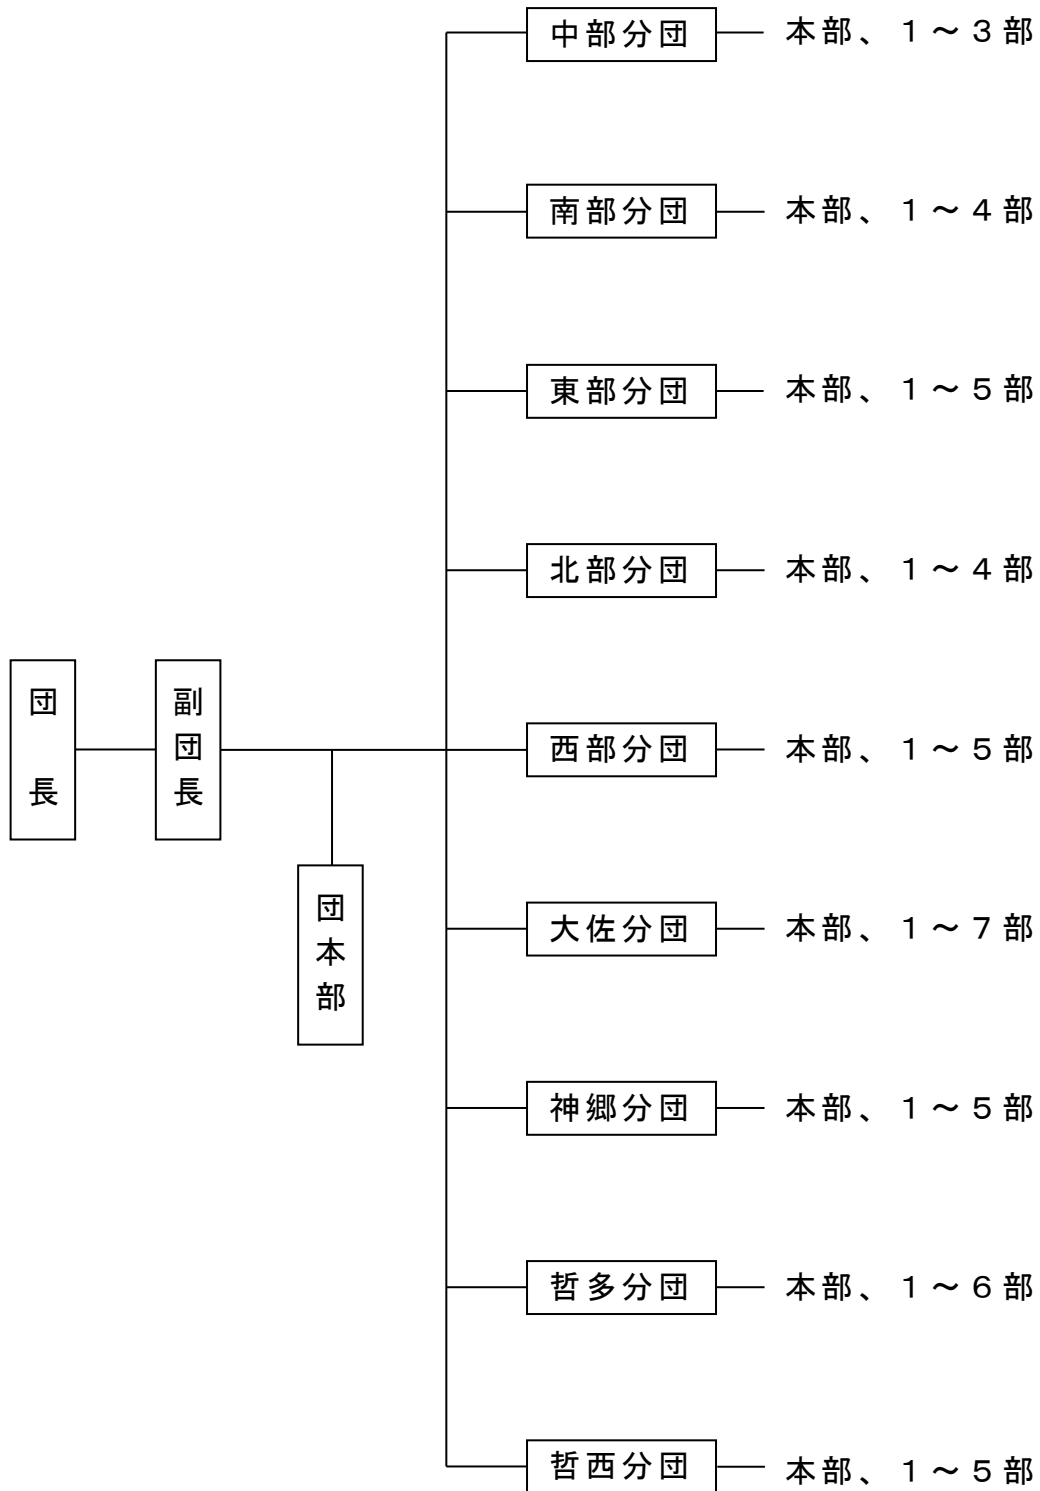 中部分団 本部、1～3部
南部分団 本部、1～4部
東部分団 本部、1～5部
北部分団 本部、1～4部
団長
副団長
西部分団 本部、1～5部
団本部
大佐分団 本部、1～7部
神郷分団 本部、1～5部
哲多分団 本部、1～6部
哲西分団 本部、1～5部